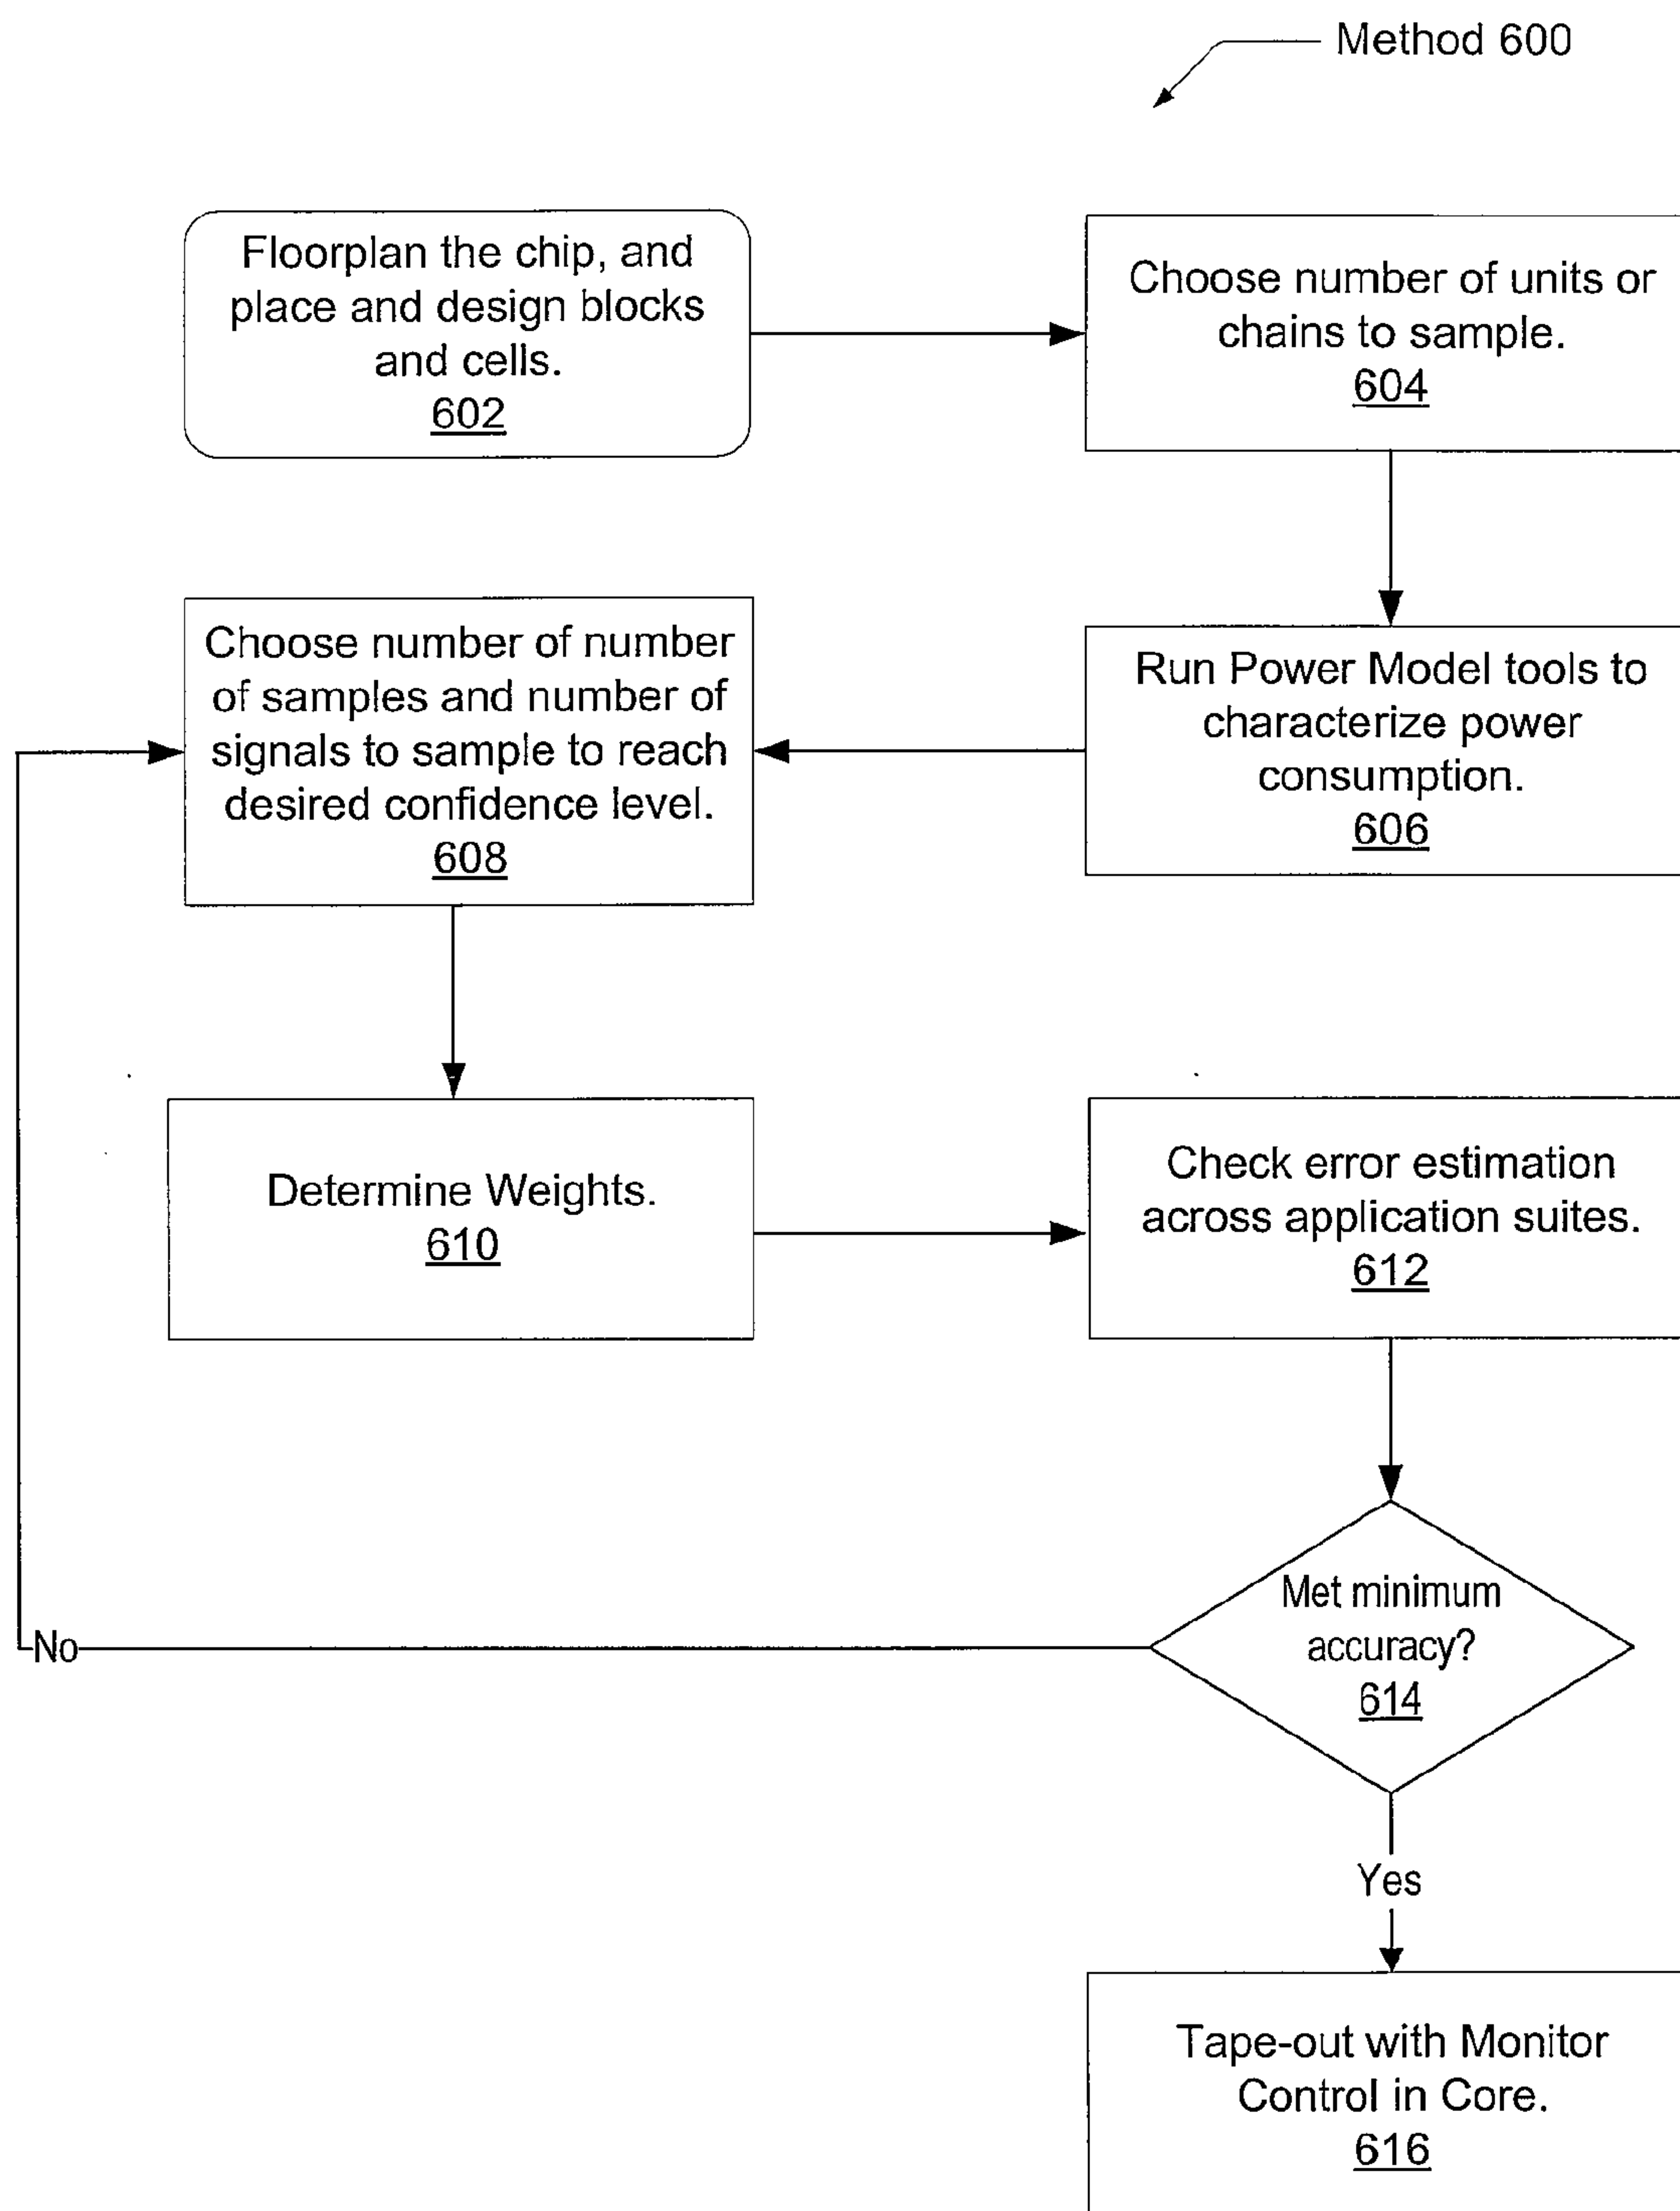 Method 600
Floorplan the chip, and
place and design blocks
and cells.
602
Choose number of units or
chains to sample.
604
Run Power Model tools to
characterize power
consumption.
606
Choose number of number
of samples and number of
signals to sample to reach
desired confidence level.
608
Determine Weights.
610
Check error estimation
across application suites.
612
Met minimum
accuracy?
614
No
Yes
Tape-out with Monitor
Control in Core.
616